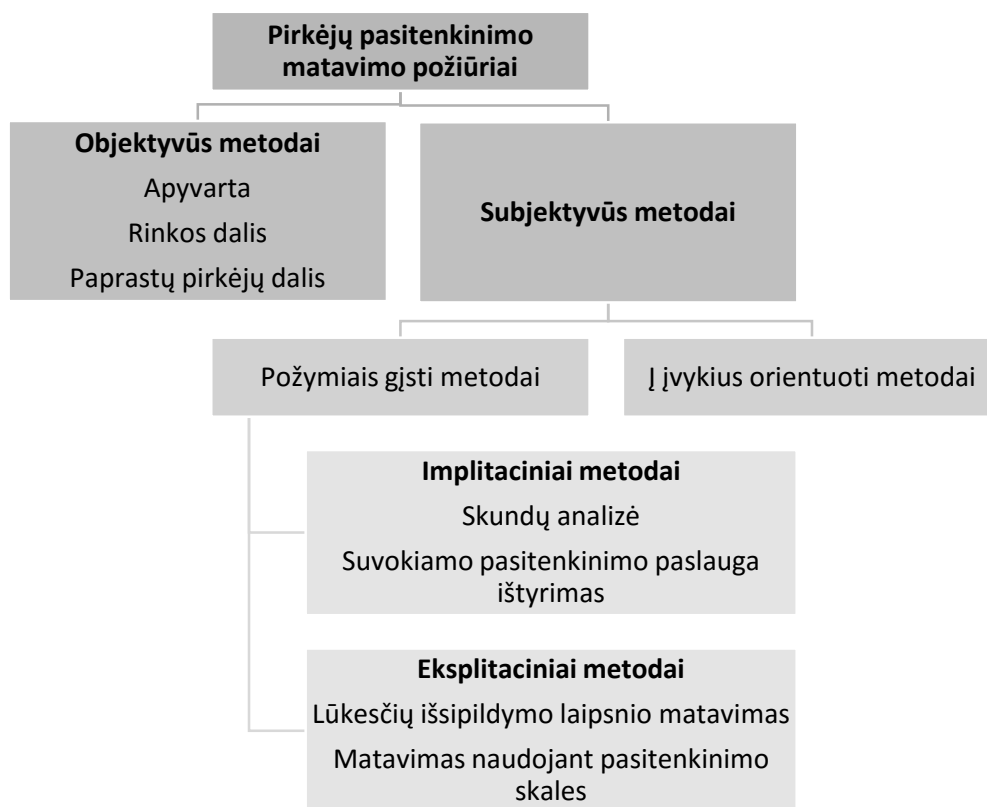 Pirkėjų pasitenkinimo
matavimo požiūriai
Objektyvūs metodai
Apyvarta
Rinkos dalis
Paprastų pirkėjų dalis
Subjektyvūs metodai
Požymiais gįsti metodai
Į įvykius orientuoti metodai
Implitaciniai metodai
Skundų analizė
Suvokiamo pasitenkinimo paslauga
ištyrimas
Eksplitaciniai metodai
Lūkesčių išsipildymo laipsnio matavimas
Matavimas naudojant pasitenkinimo
skales